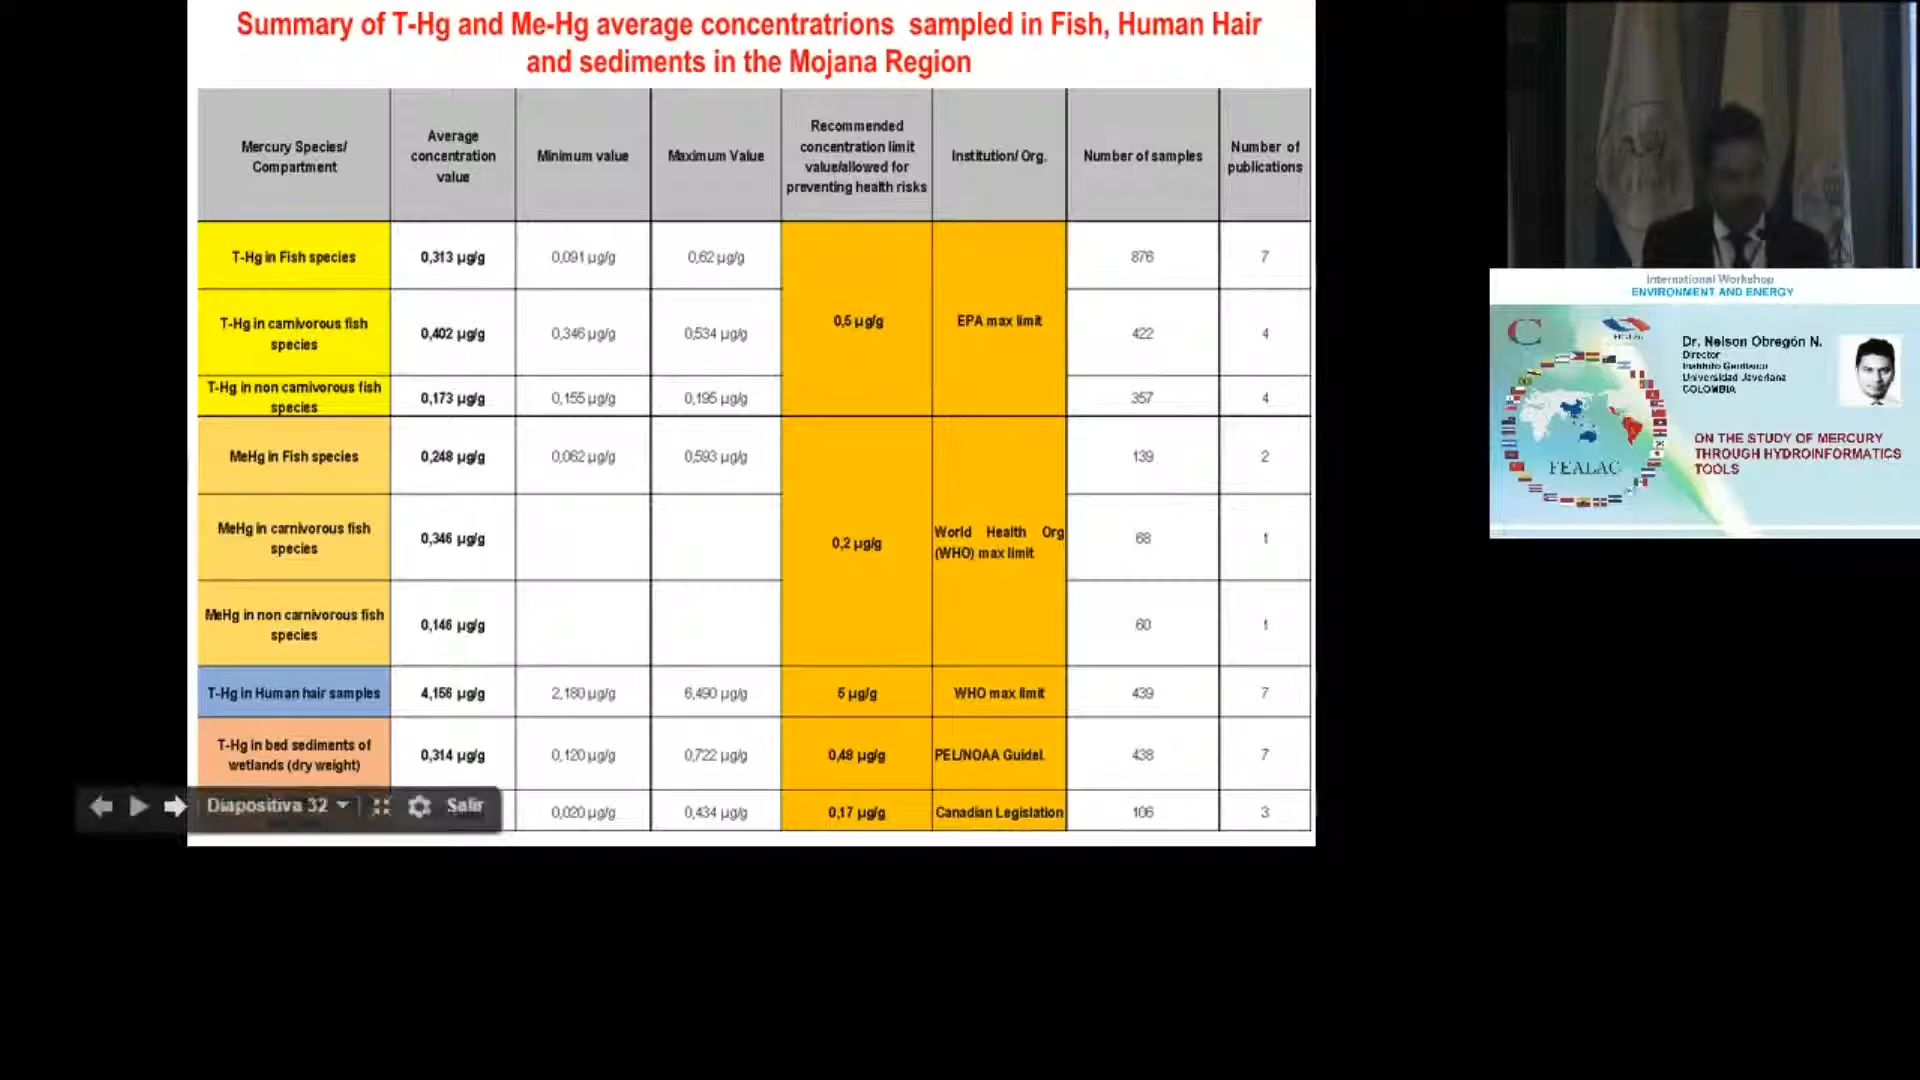 Summary of T-Hg and Me-Hg average concentratrions sampled in Fish, Human Hair
and sediments in the Mojana Region
Mercury Species/
Compartment
Average
concentration
value
Minimum value
Maximum Value
Recommended
concentration limit
value/allowed for
preventing health risks
Institution/ Org.
Number of samples
Number of
publications
T-Hg in Fish species
0,313 µg/g
0,091 µg/g
0,62 µg/g
0,5 µg/g
EPA max limit
876
7
T-Hg in carnivorous fish
species
0,402 µg/g
0,346 µg/g
0,534 µg/g
422
4
T-Hg in non carnivorous fish
species
0,173 µg/g
0,155 µg/g
0,195 µg/g
357
4
MeHg in Fish species
0,248 µg/g
0,062 µg/g
0,593 µg/g
0,2 µg/g
World Health Org
(WHO) max limit
139
2
MeHg in carnivorous fish
species
0,346 µg/g
68
1
MeHg in non carnivorous fish
species
0,146 µg/g
60
1
T-Hg in Human hair samples
4,156 µg/g
2,180 µg/g
6,490 µg/g
5 µg/g
WHO max limit
439
7
T-Hg in bed sediments of
wetlands (dry weight)
0,314 µg/g
0,120 µg/g
0,722 µg/g
0,48 µg/g
PEL/NOAA Guidel.
438
7
0,020 µg/g
0,434 µg/g
0,17 µg/g
Canadian Legislation
106
3
Diapositiva 32
Salir
International Workshop
ENVIRONMENT AND ENERGY
C
FEALAC
Dr. Nelson Obregón N.
Director
Instituto Geofísico
Universidad Javeriana
COLOMBIA
FEALAC
ON THE STUDY OF MERCURY
THROUGH HYDROINFORMATICS
TOOLS